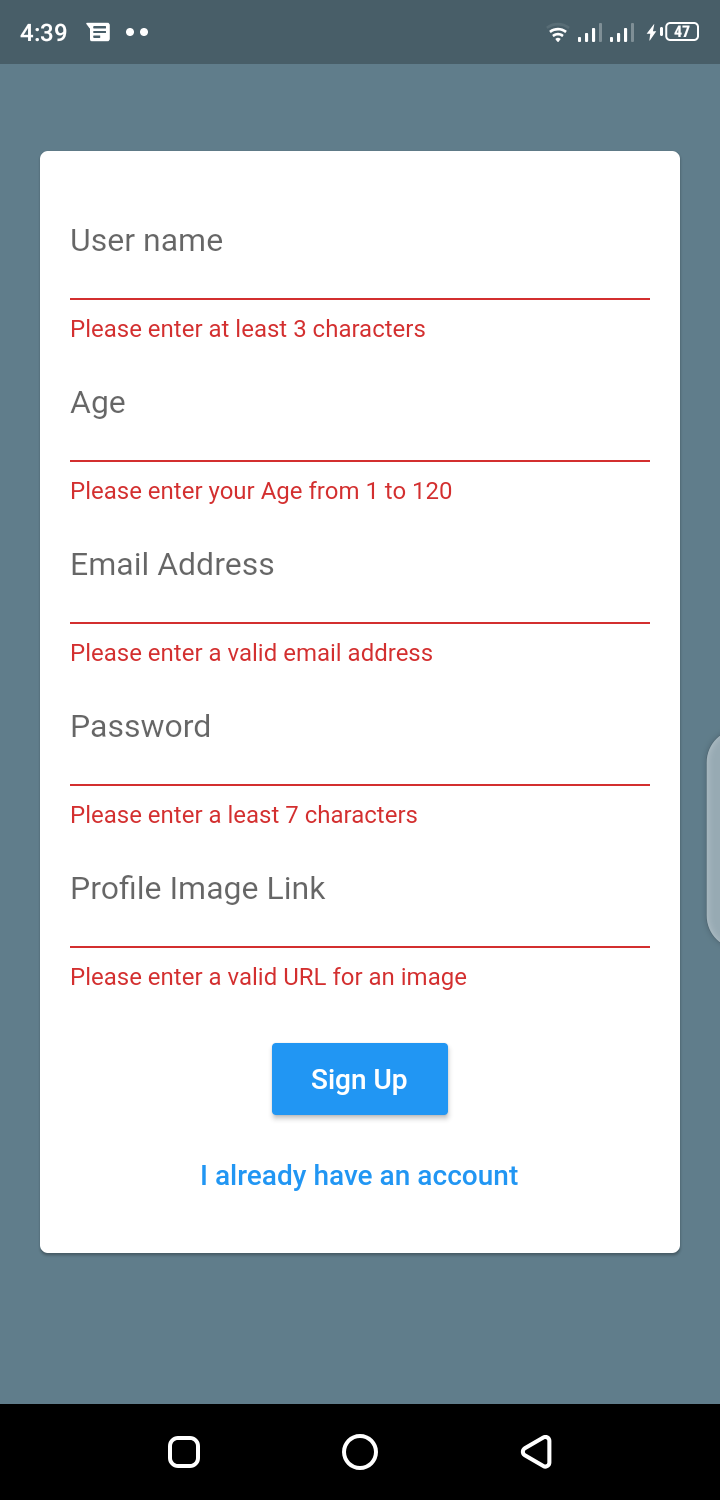 4:39
47
User name
Please enter at least 3 characters
Age
Please enter your Age from 1 to 120
Email Address
Please enter a valid email address
Password
Please enter a least 7 characters
Profile Image Link
Please enter a valid URL for an image
Sign Up
I already have an account